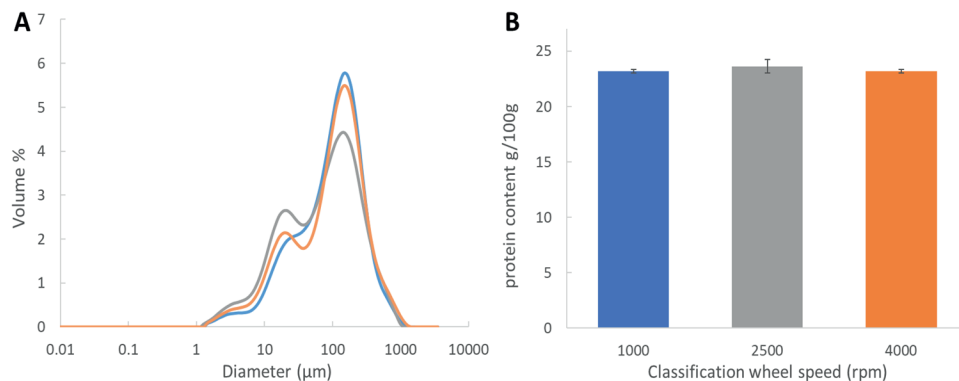 A
7
6
5
4
3
2
1
0
Volume %
0.01 0.1 1 10 100 1000 10000
Diameter (µm)
B
25
20
15
10
5
0
protein content g/100g
1000 2500 4000
Classification wheel speed (rpm)